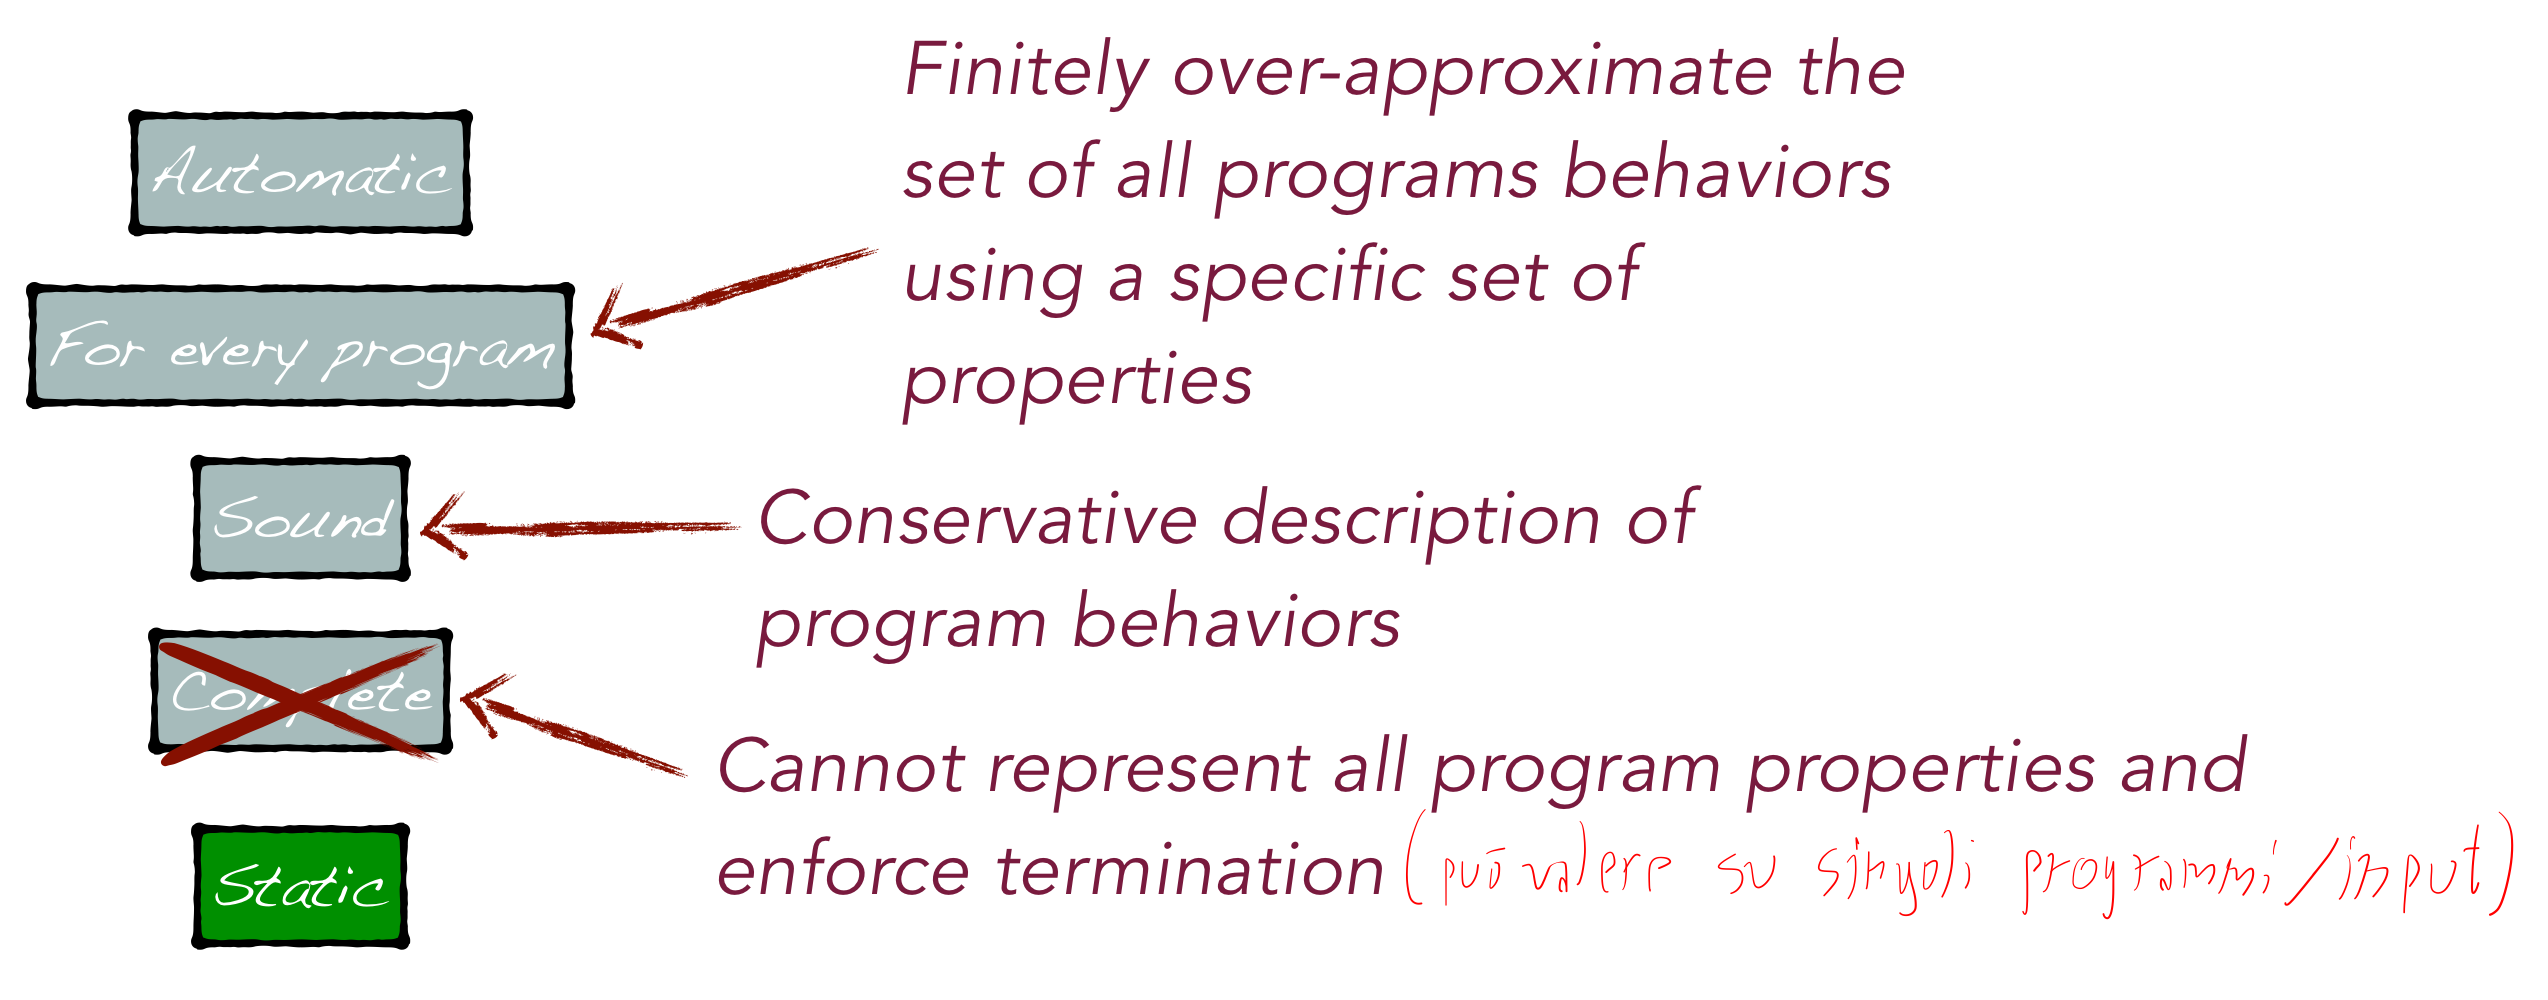 Automatic
Finitely over-approximate the
set of all programs behaviors
using a specific set of
properties
For every program
Sound
Conservative description of
program behaviors
Complete
Cannot represent all program properties and
enforce termination (può valere su singoli programmi/input)
Static